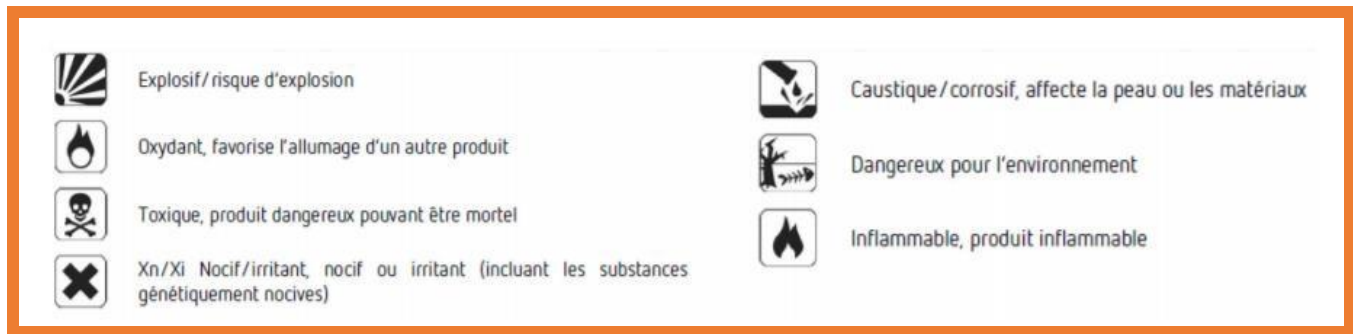 Explosif/risque d'explosion
Oxydant, favorise l'allumage d'un autre produit
Toxique, produit dangereux pouvant être mortel
Xn/Xi Nocif/irritant, nocif ou irritant (incluant les substances
génétiquement nocives)
Caustique/corrosif, affecte la peau ou les matériaux
Dangereux pour l'environnement
Inflammable, produit inflammable